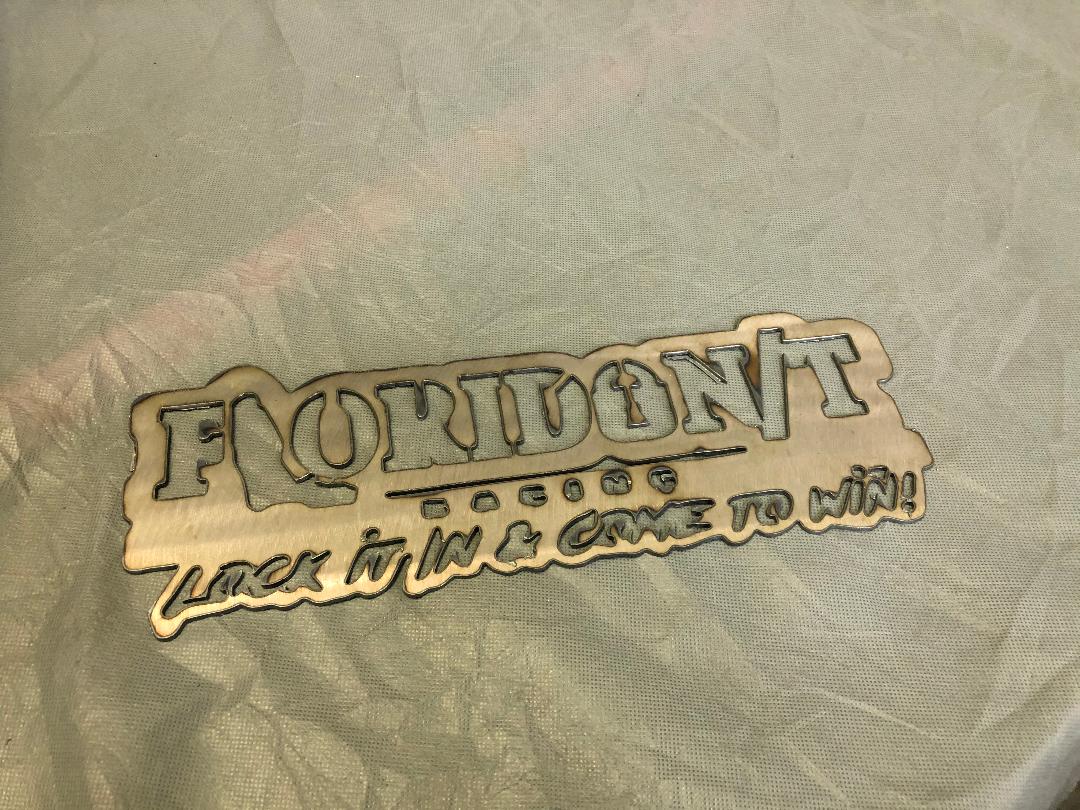 FLORIDON'T
RACING
LOCK IT IN & COME TO WIN!